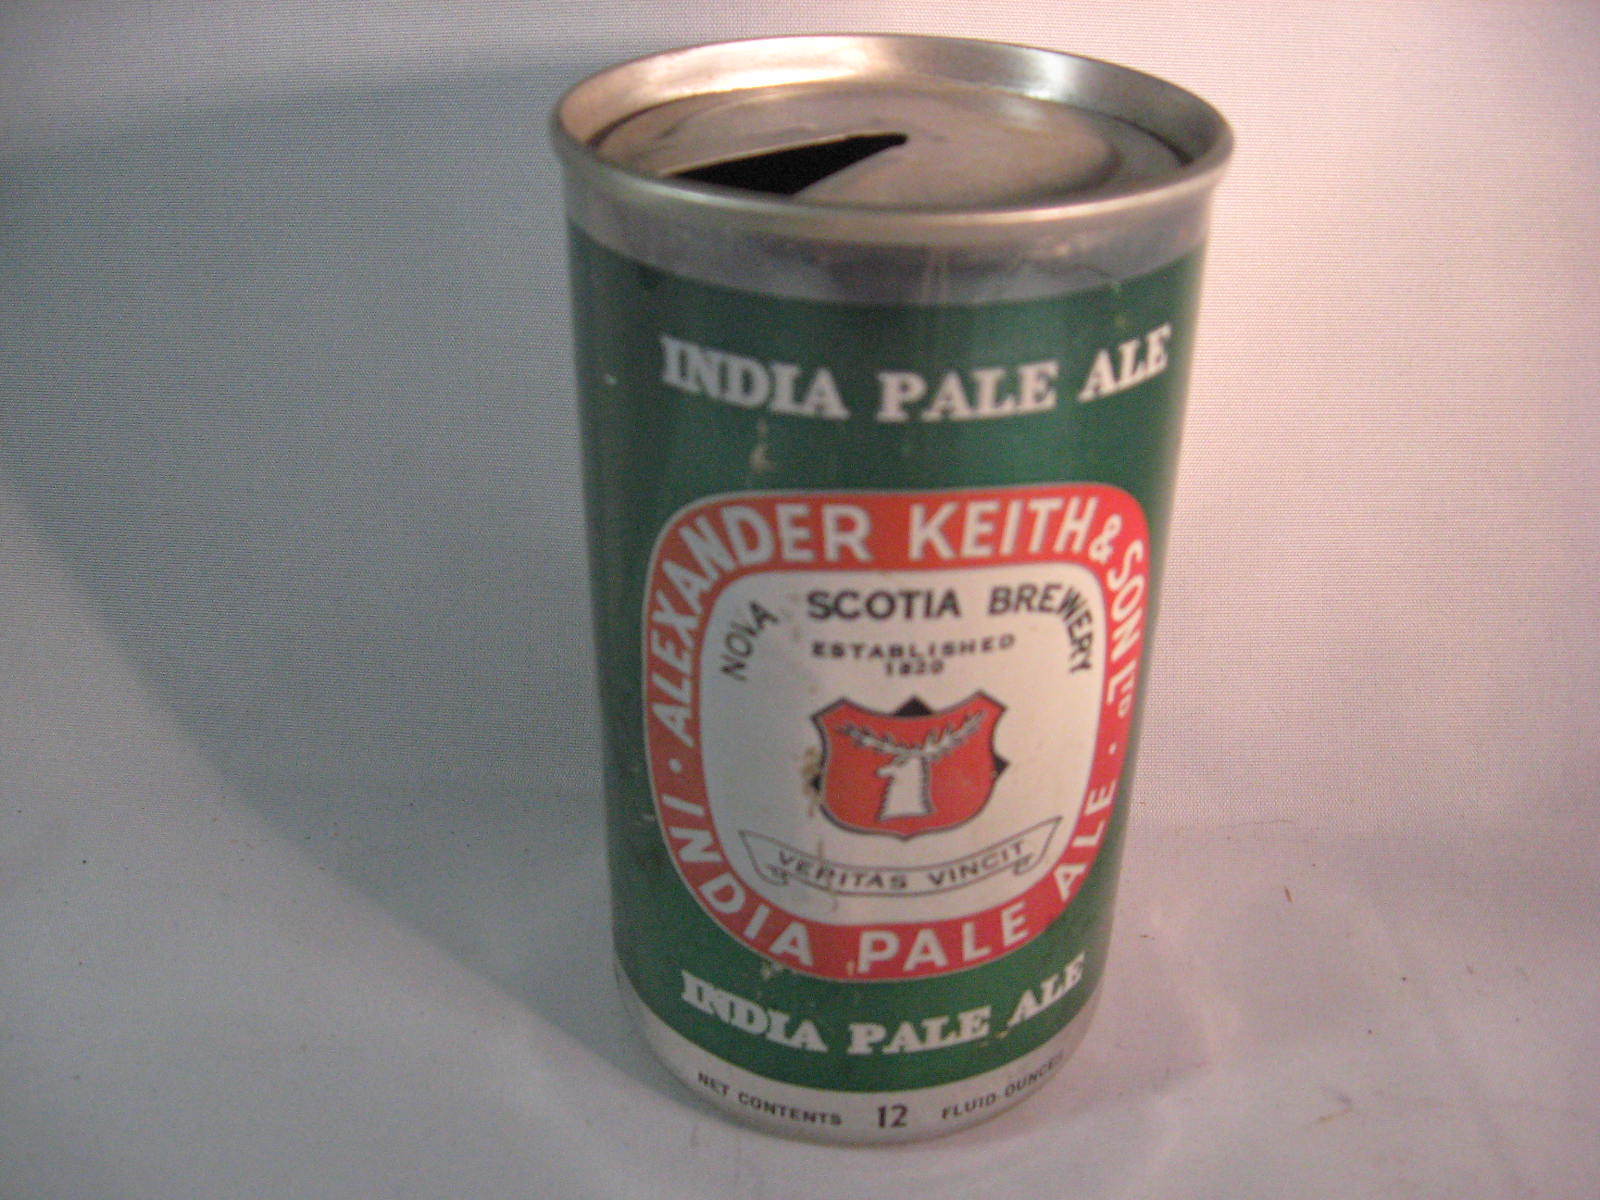 INDIA PALE ALE
ALEXANDER KEITH & SON LTD
NOVA SCOTIA BREWERY
ESTABLISHED
1820
VERITAS VINCIT
INDIA PALE ALE
INDIA PALE ALE
NET CONTENTS 12 FLUID OUNCES